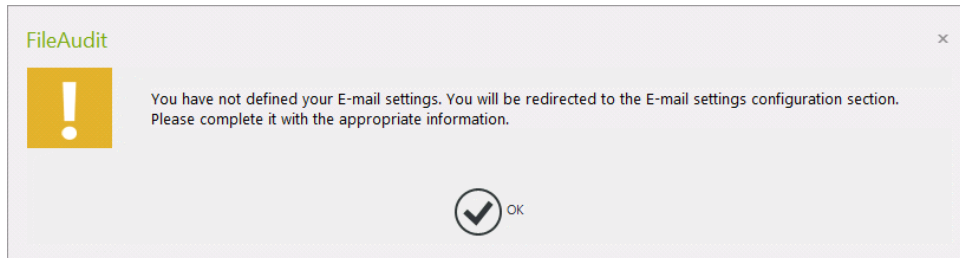 FileAudit
You have not defined your E-mail settings. You will be redirected to the E-mail settings configuration section.
Please complete it with the appropriate information.
OK